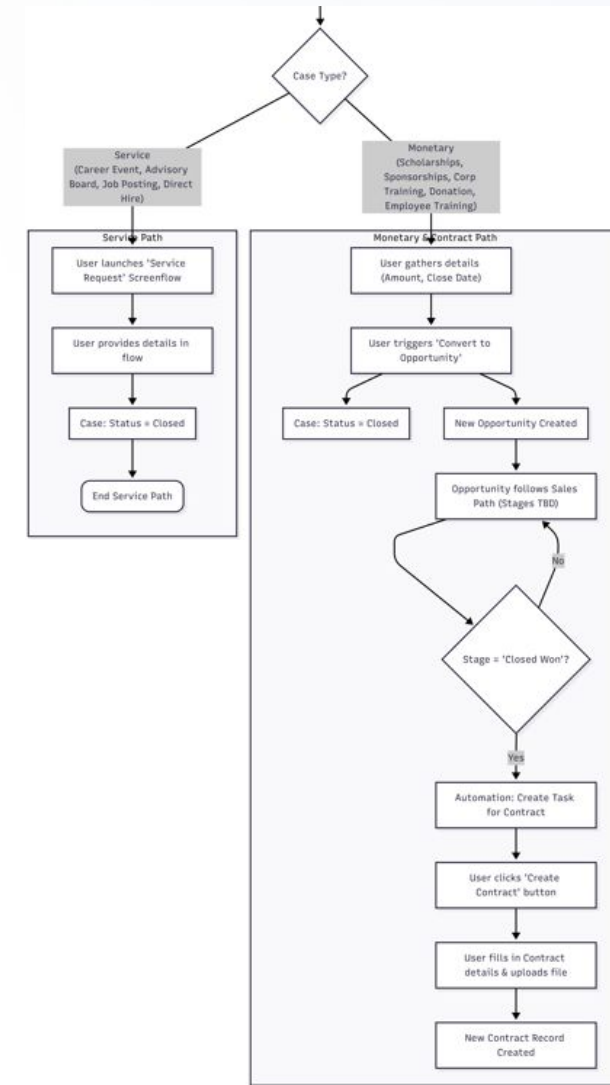 Case Type?
Service
(Career Event, Advisory
Board, Job Posting, Direct
Hire)
Monetary
(Scholarships,
Sponsorships, Corp
Training, Donation,
Employee Training)
Service Path
User launches 'Service
Request' Screenflow
User provides details in
flow
Case: Status = Closed
End Service Path
Monetary & Contract Path
User gathers details
(Amount, Close Date)
User triggers 'Convert to
Opportunity'
Case: Status = Closed
New Opportunity Created
Opportunity follows Sales
Path (Stages TBD)
No
Stage = 'Closed Won'?
Yes
Automation: Create Task
for Contract
User clicks 'Create
Contract' button
User fills in Contract
details & uploads file
New Contract Record
Created